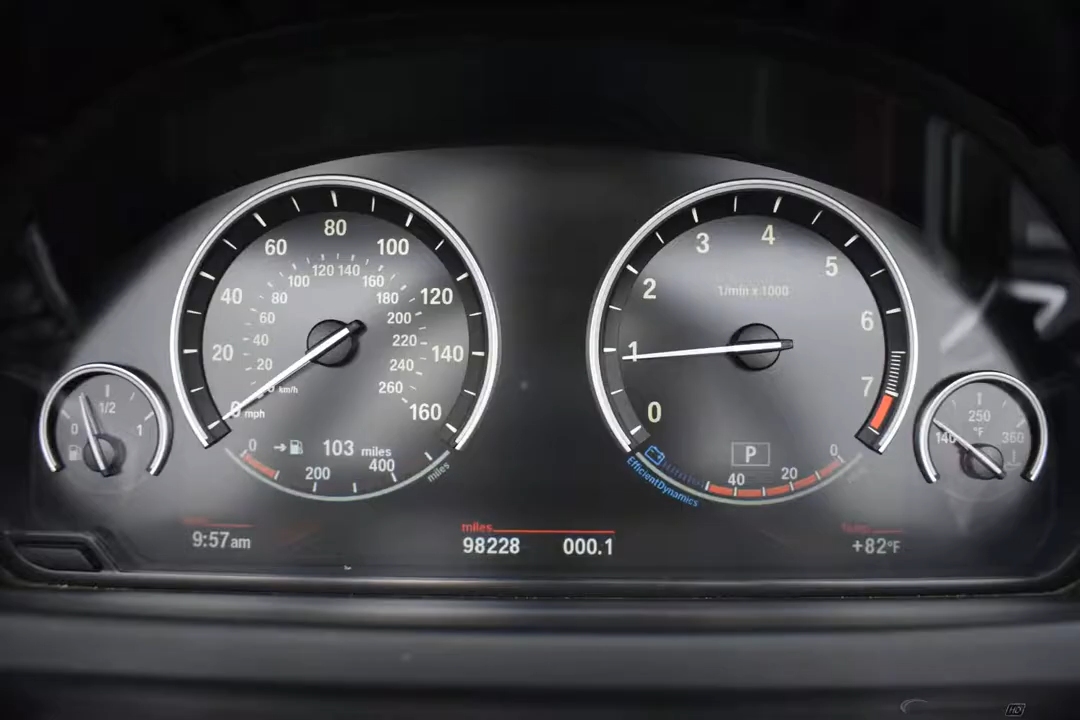 80
60 100
120 140
100 160
40 80 180 120
60 200
20 40 220 140
20 240
km/h 260
0 mph 160
0 103 miles
200 400
miles
4
3
5
2
1/min x 1000
6
1
7
0
P
0
20
40
EfficientDynamics
1/2
0 1
250
°F
140 360
9:57am
miles
98228 000.1
+82°F
HD